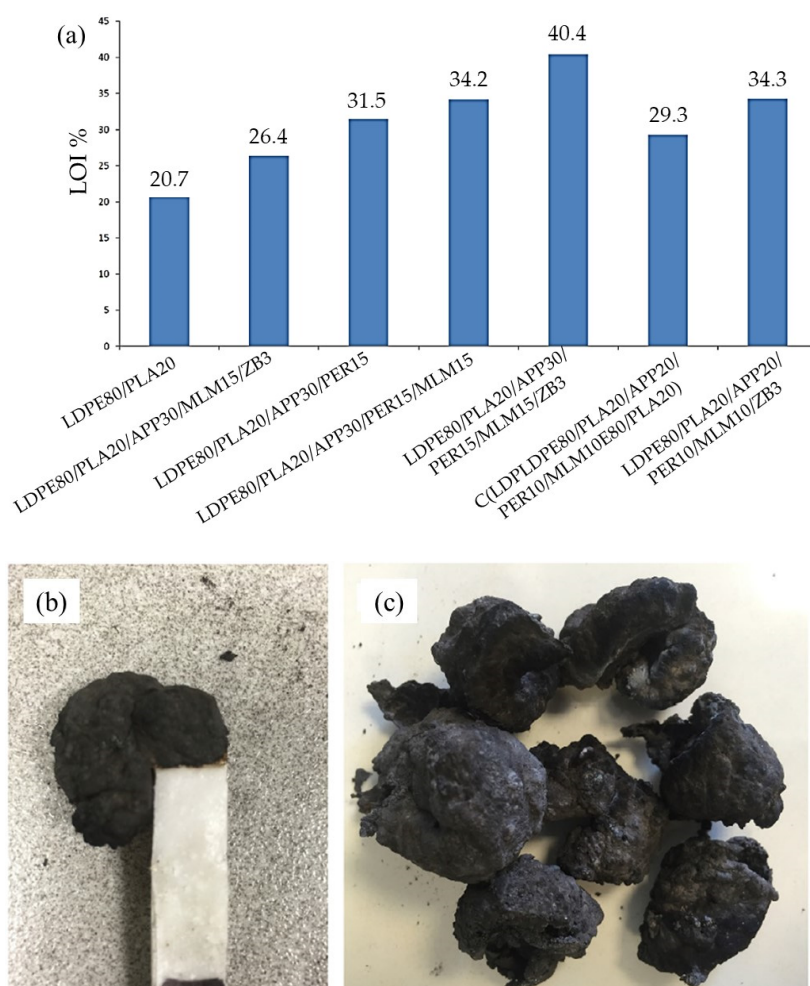 (a)
LOI %
45
40
35
30
25
20
15
10
5
0
20.7
26.4
31.5
34.2
40.4
29.3
34.3
LDPE80/PLA20
LDPE80/PLA20/APP30/MLM15/ZB3
LDPE80/PLA20/APP30/PER15
LDPE80/PLA20/APP30/PER15/MLM15
LDPE80/PLA20/APP30/
PER15/MLM15/ZB3
C(LDPLDPE80/PLA20/APP20/
PER10/MLM10E80/PLA20)
LDPE80/PLA20/APP20/
PER10/MLM10/ZB3
(b)
(c)